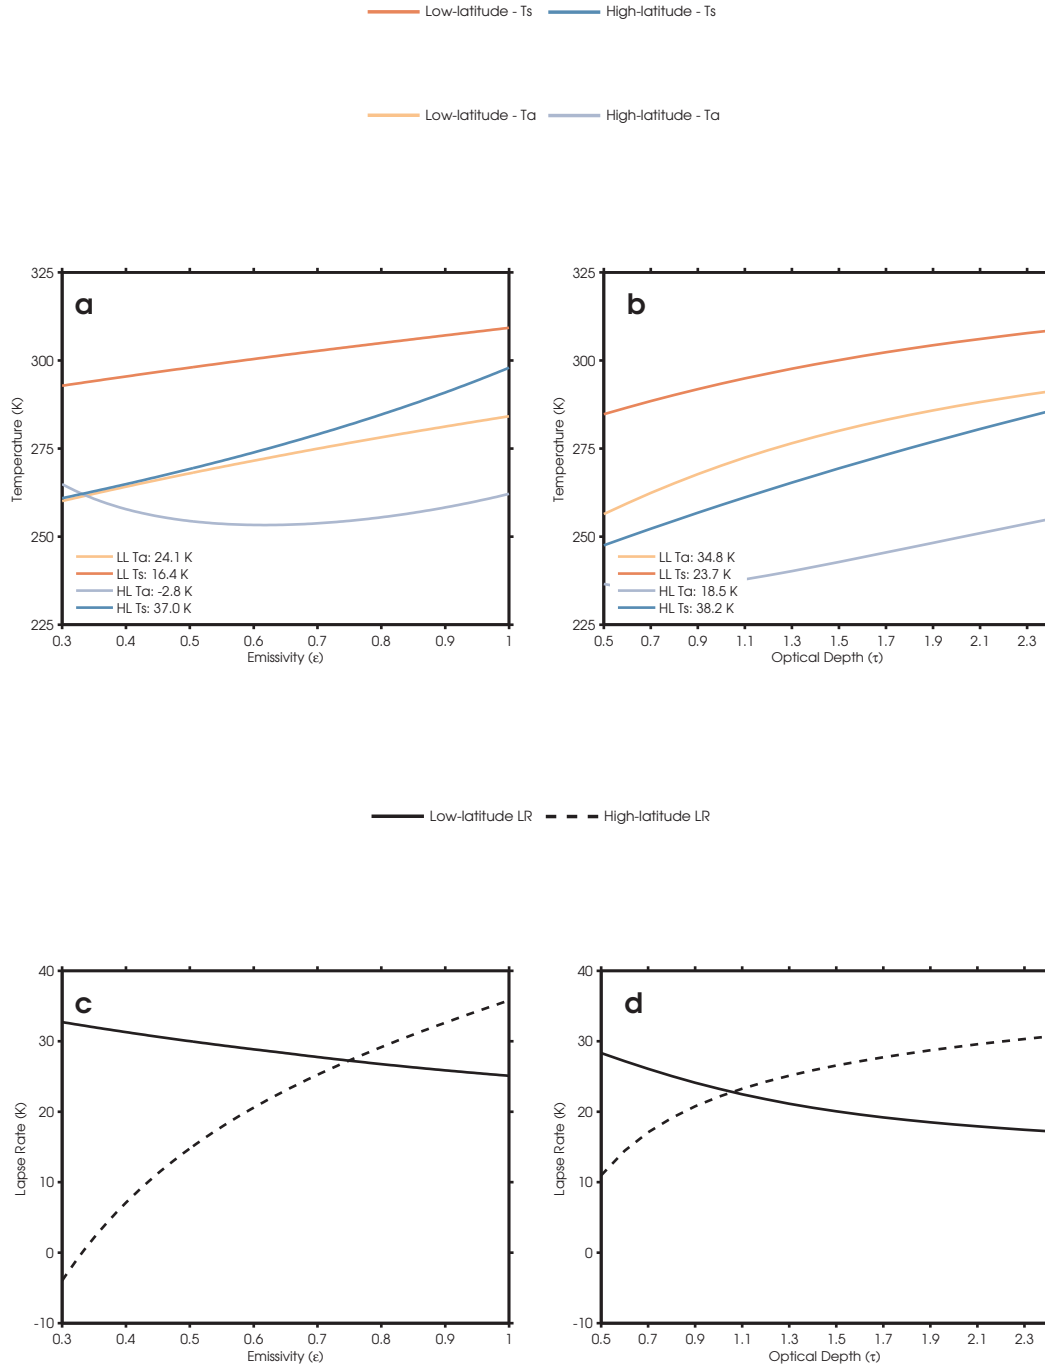 Low-latitude - Ts High-latitude - Ts
Low-latitude - Ta High-latitude - Ta
a
325
300
275
250
225
Temperature (K)
LL Ta: 24.1 K
LL Ts: 16.4 K
HL Ta: -2.8 K
HL Ts: 37.0 K
0.3 0.4 0.5 0.6 0.7 0.8 0.9 1
Emissivity (ε)
b
325
300
275
250
225
Temperature (K)
LL Ta: 34.8 K
LL Ts: 23.7 K
HL Ta: 18.5 K
HL Ts: 38.2 K
0.5 0.7 0.9 1.1 1.3 1.5 1.7 1.9 2.1 2.3
Optical Depth (τ)
Low-latitude LR High-latitude LR
c
40
30
20
10
0
-10
Lapse Rate (K)
0.3 0.4 0.5 0.6 0.7 0.8 0.9 1
Emissivity (ε)
d
40
30
20
10
0
-10
Lapse Rate (K)
0.5 0.7 0.9 1.1 1.3 1.5 1.7 1.9 2.1 2.3
Optical Depth (τ)